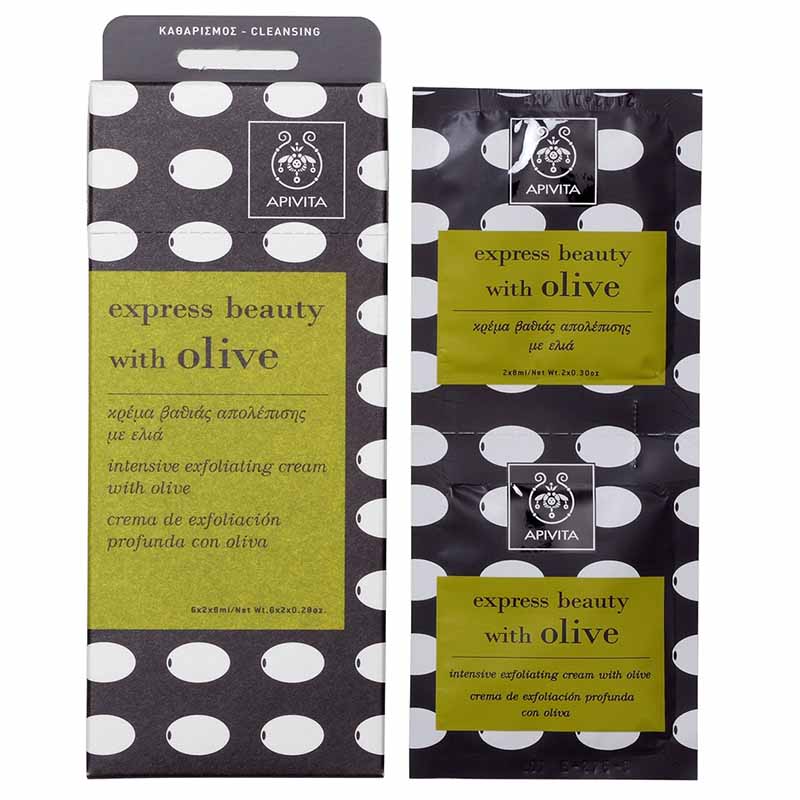 ΚΑΘΑΡΙΣΜΟΣ - CLEANSING
APIVITA
express beauty
with olive
κρέμα βαθιάς απολέπισης
με ελιά
intensive exfoliating cream
with olive
crema de exfoliación
profunda con oliva
6x2x8ml/Net Wt.6x2x0.28oz.
APIVITA
express beauty
with olive
κρέμα βαθιάς απολέπισης
με ελιά
2x8ml/Net Wt.2x0.30oz
APIVITA
express beauty
with olive
intensive exfoliating cream with olive
crema de exfoliación profunda
con oliva